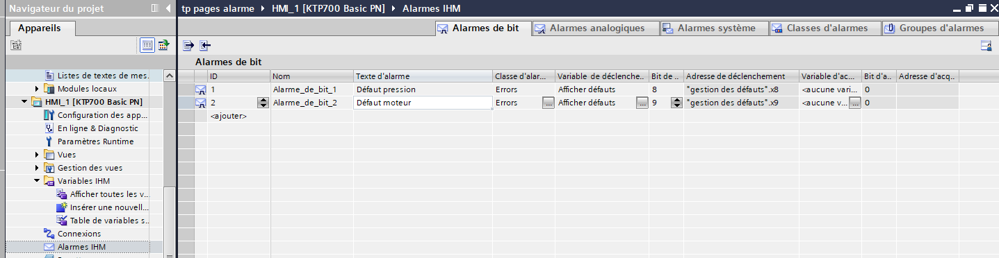 Navigateur du projet
tp pages alarme HMI_1 [KTP700 Basic PN] Alarmes IHM
Appareils
Alarmes de bit Alarmes analogiques Alarmes système Classes d'alarmes Groupes d'alarmes
Alarmes de bit
ID Nom Texte d'alarme Classe d'alar... Variable de déclenche... Bit de ... Adresse de déclenchement Variable d'ac... Bit d'a... Adresse d'acq...
1 Alarme_de_bit_1 Défaut pression Errors Afficher défauts 8 "gestion des défauts".x8 <aucune vari... 0
2 Alarme_de_bit_2 Défaut moteur Errors ... Afficher défauts ... 9 "gestion des défauts".x9 <aucune v... ... 0
<ajouter>
Listes de textes de mes...
Modules locaux
HMI_1 [KTP700 Basic PN]
Configuration des app...
En ligne & Diagnostic
Paramètres Runtime
Vues
Gestion des vues
Variables IHM
Afficher toutes les v...
Insérer une nouvell...
Table de variables s...
Connexions
Alarmes IHM